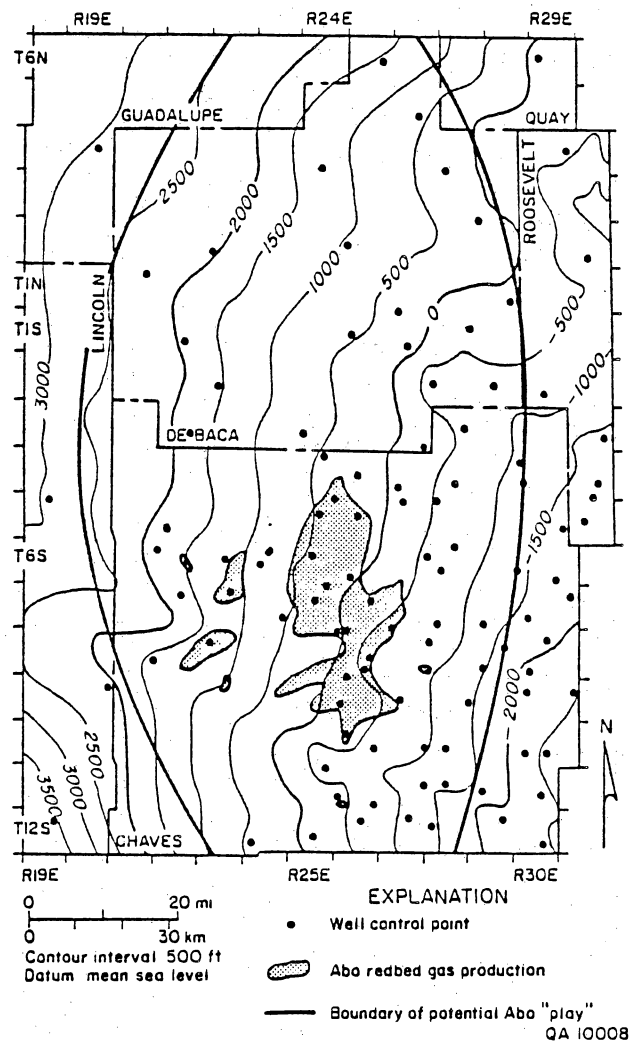 R19E R24E R29E
T6N
GUADALUPE
QUAY
2500
2000
1500
1000
500
0
ROOSEVELT
T1N
LINCOLN
T1S
3000
-500
-1000
DE BACA
-1500
T6S
-2000
N
2500
3000
3500
T12S
CHAVES
R19E R25E R30E
EXPLANATION
0 20 mi
0 30 km
Contour interval 500 ft
Datum mean sea level
Well control point
Abo redbed gas production
Boundary of potential Abo "play"
QA 10008